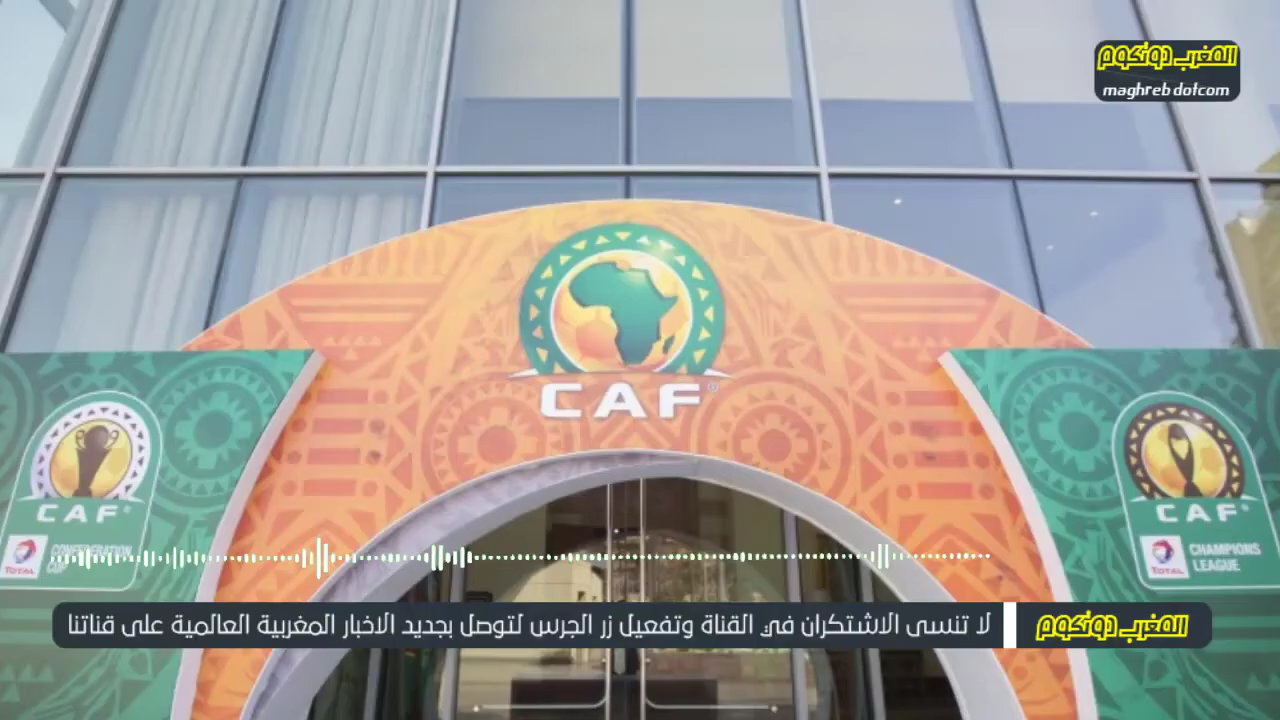 المغرب دوتكوم
maghreb dotcom
CAF
CAF
TOTAL
CONFEDERATION
CUP
CAF
TOTAL
CHAMPIONS
LEAGUE
لا تنسى الاشتكران في القناة وتفعيل زر الجرس لتوصل بجديد الاخبار المغربية العالمية على قناتنا
المغرب دوتكوم